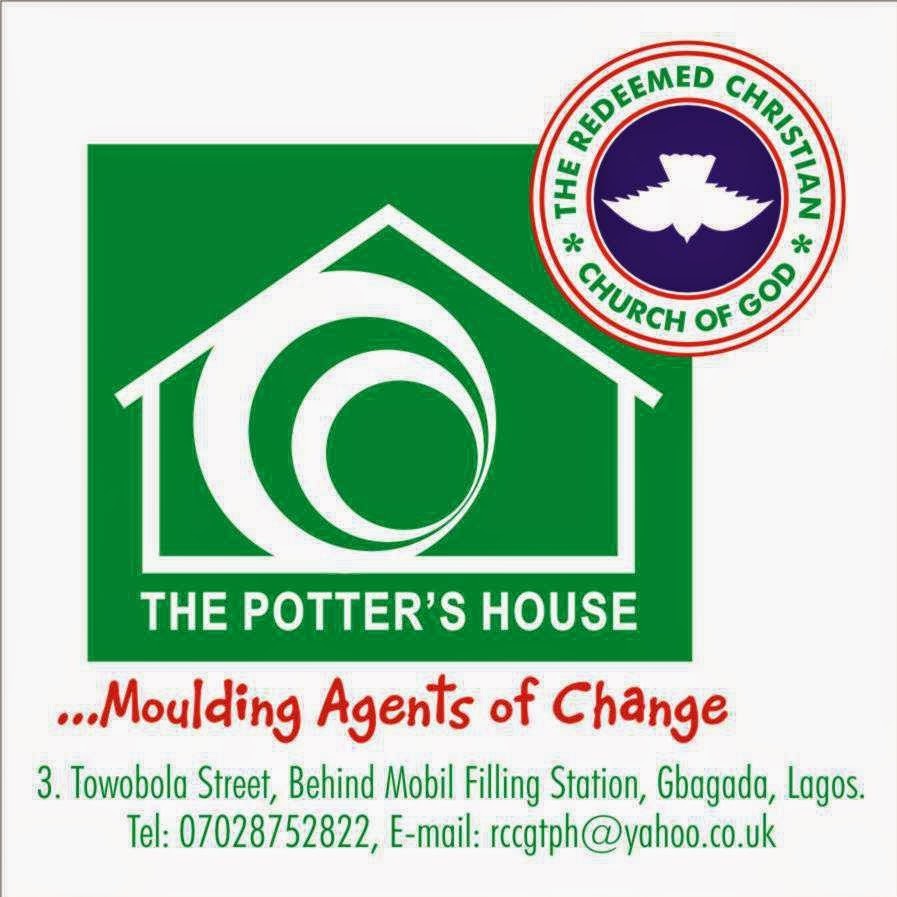 THE REDEEMED CHRISTIAN
* CHURCH OF GOD *
THE POTTER'S HOUSE
...Moulding Agents of Change
3. Towobola Street, Behind Mobil Filling Station, Gbagada, Lagos.
Tel: 07028752822, E-mail: rccgtph@yahoo.co.uk